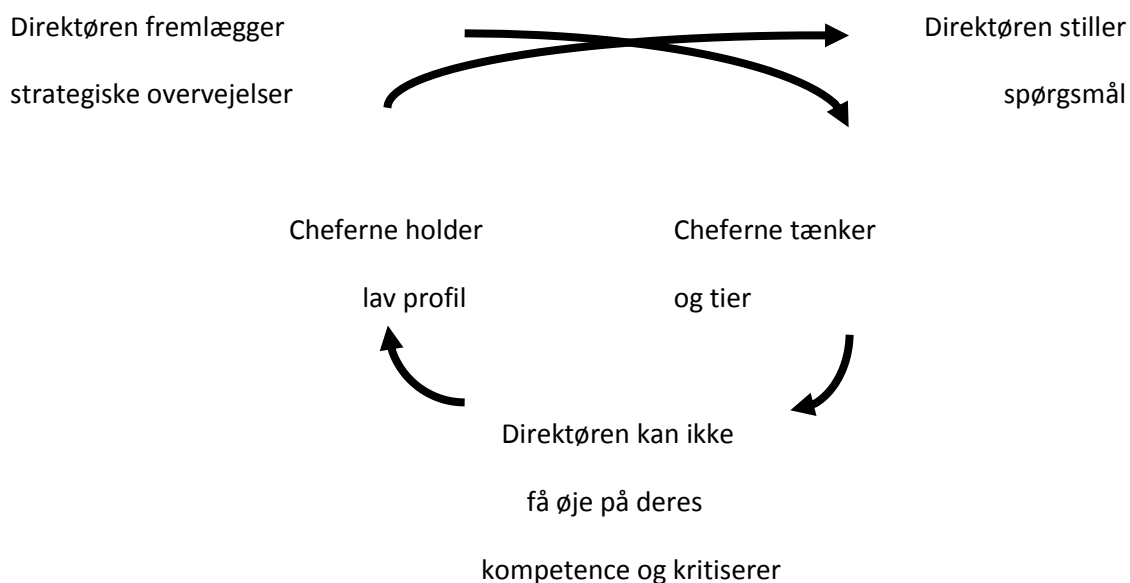 Direktøren fremlægger
strategiske overvejelser
Direktøren stiller
spørgsmål
Cheferne holder
lav profil
Cheferne tænker
og tier
Direktøren kan ikke
få øje på deres
kompetence og kritiserer